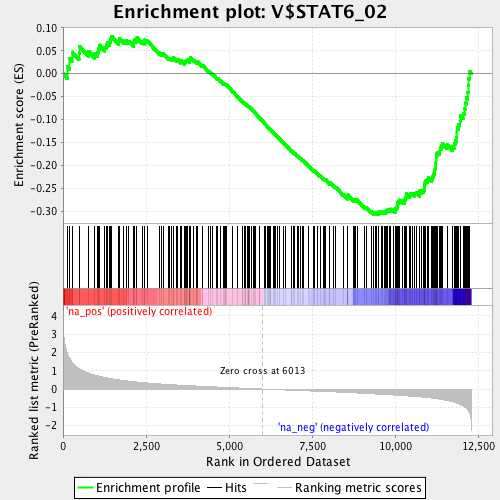 Enrichment plot: V$STAT6_02
Enrichment score (ES)
0.10
0.05
0.00
-0.05
-0.10
-0.15
-0.20
-0.25
-0.30
'na_pos' (positively correlated)
Ranked list metric (PreRanked)
4
3
2
1
0
-1
-2
Zero cross at 6013
'na_neg' (negatively correlated)
0
2,500
5,000
7,500
10,000
12,500
Rank in Ordered Dataset
Enrichment profile
Hits
Ranking metric scores